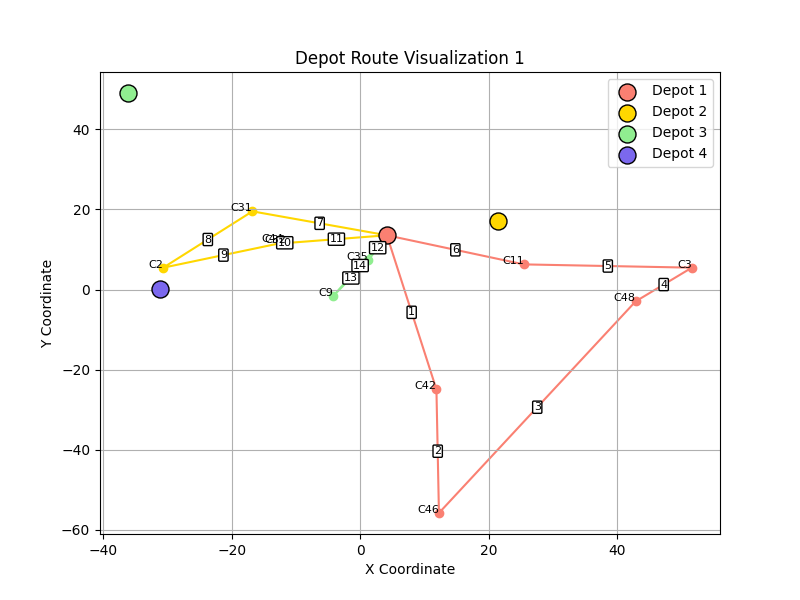 Depot Route Visualization 1
Depot 1
Depot 2
Depot 3
Depot 4
Y Coordinate
40
20
0
−20
−40
−60
C31
7
8
11
10
9
C2
12
C35
14
13
C9
6
C11
5
C3
4
C48
1
C42
3
2
C46
−40
−20
0
20
40
X Coordinate